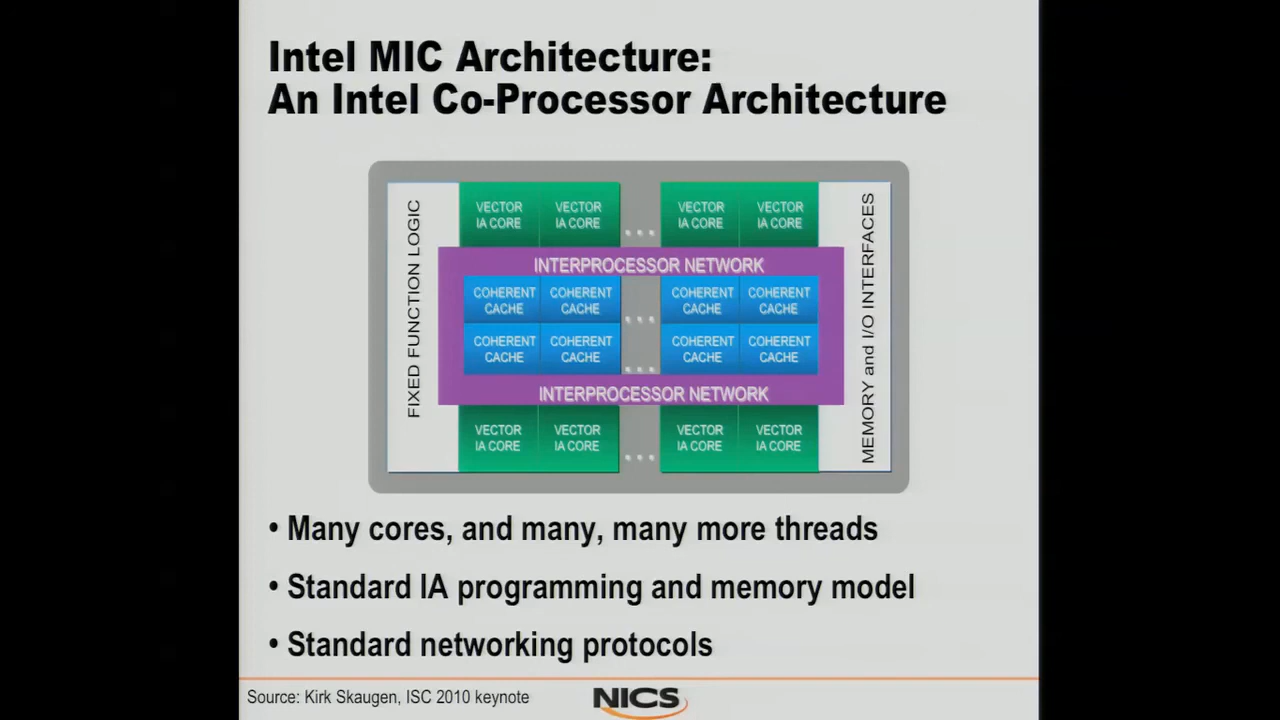 Intel MIC Architecture:
An Intel Co-Processor Architecture
FIXED FUNCTION LOGIC
VECTOR IA CORE
VECTOR IA CORE
...
VECTOR IA CORE
VECTOR IA CORE
INTERPROCESSOR NETWORK
COHERENT CACHE
COHERENT CACHE
...
COHERENT CACHE
COHERENT CACHE
COHERENT CACHE
COHERENT CACHE
...
COHERENT CACHE
COHERENT CACHE
INTERPROCESSOR NETWORK
VECTOR IA CORE
VECTOR IA CORE
...
VECTOR IA CORE
VECTOR IA CORE
MEMORY and I/O INTERFACES
• Many cores, and many, many more threads
• Standard IA programming and memory model
• Standard networking protocols
Source: Kirk Skaugen, ISC 2010 keynote
NICS